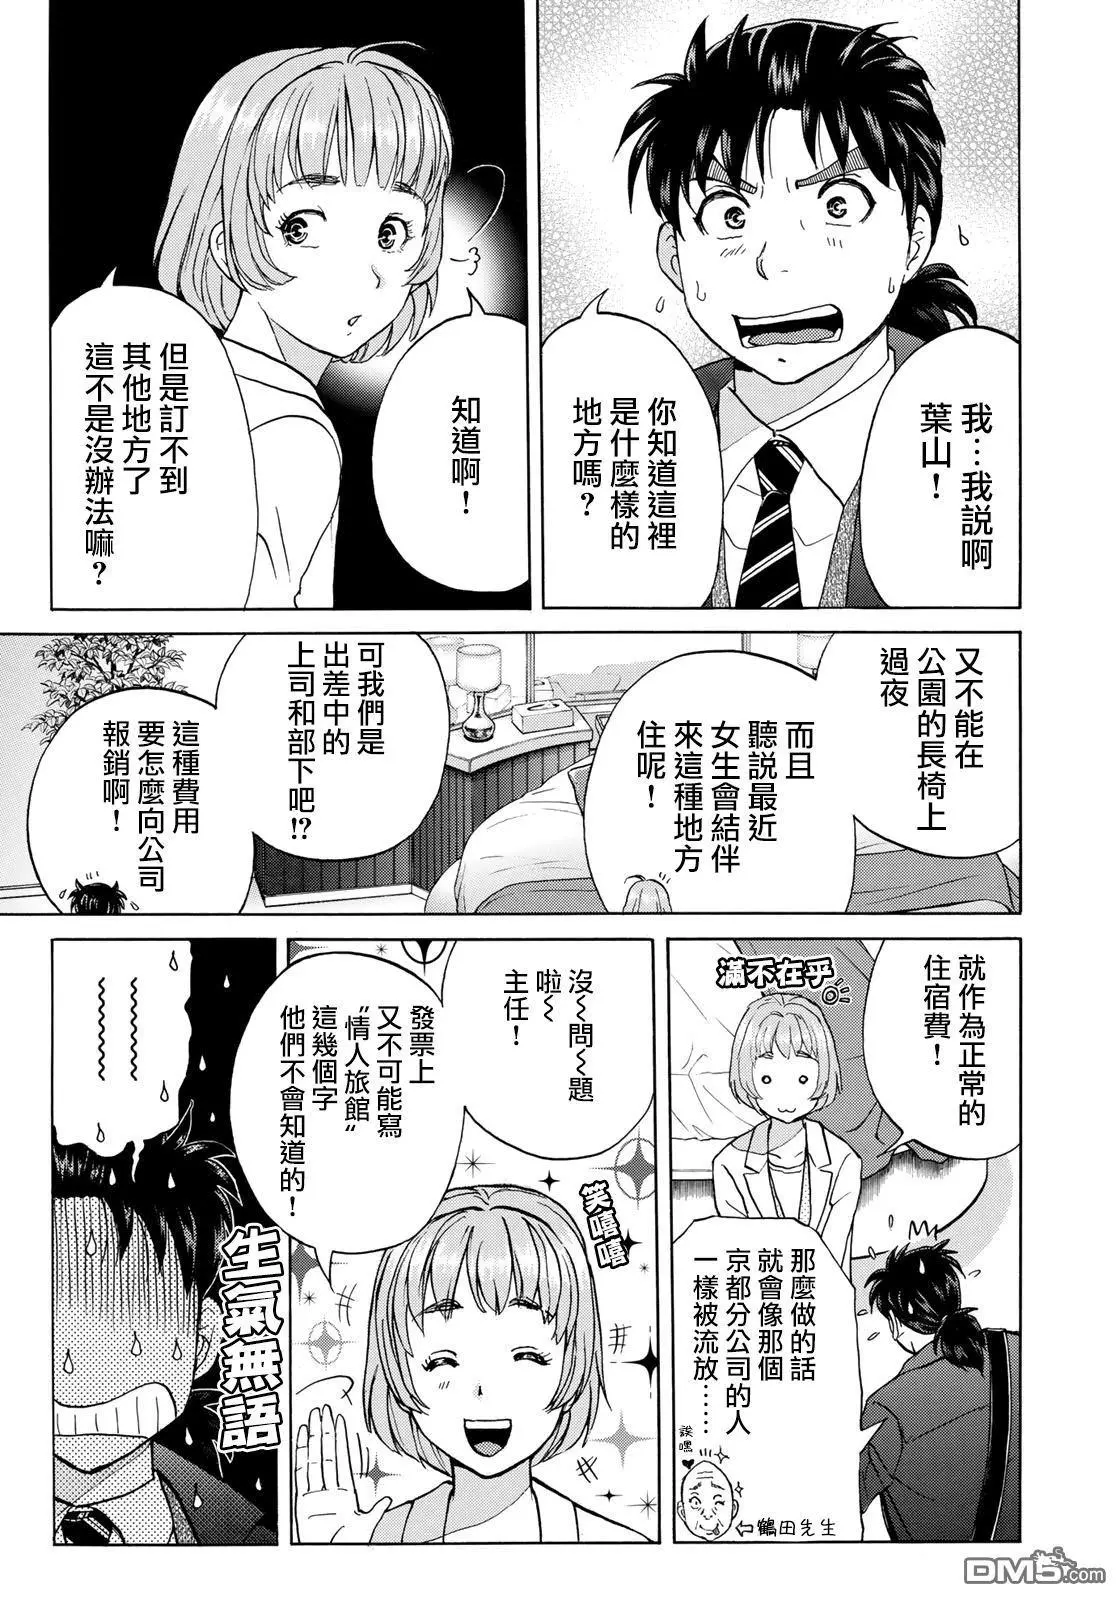 我…我説啊
葉山！
你知道這裡
是什麼樣的
地方嗎？
知道啊！
但是訂不到
其他地方了
這不是沒辦法嘛？
又不能在
公園的長椅上
過夜
而且
聽説最近
女生會結伴
來這種地方
住呢！
可我們是
出差中的
上司和部下吧!?
這種費用
要怎麼向公司
報銷啊！
就作為正常的
住宿費！
滿不在乎
那麼做的話
就會像那個
京都分公司的人
一樣被流放……
誒嘿
♥
⇦鶴田先生
沒～問～題
啦～
主任！
發票上
又不可能寫
“情人旅館”
這幾個字
他們不會知道的！
笑嘻嘻
生氣無語
DM5.com